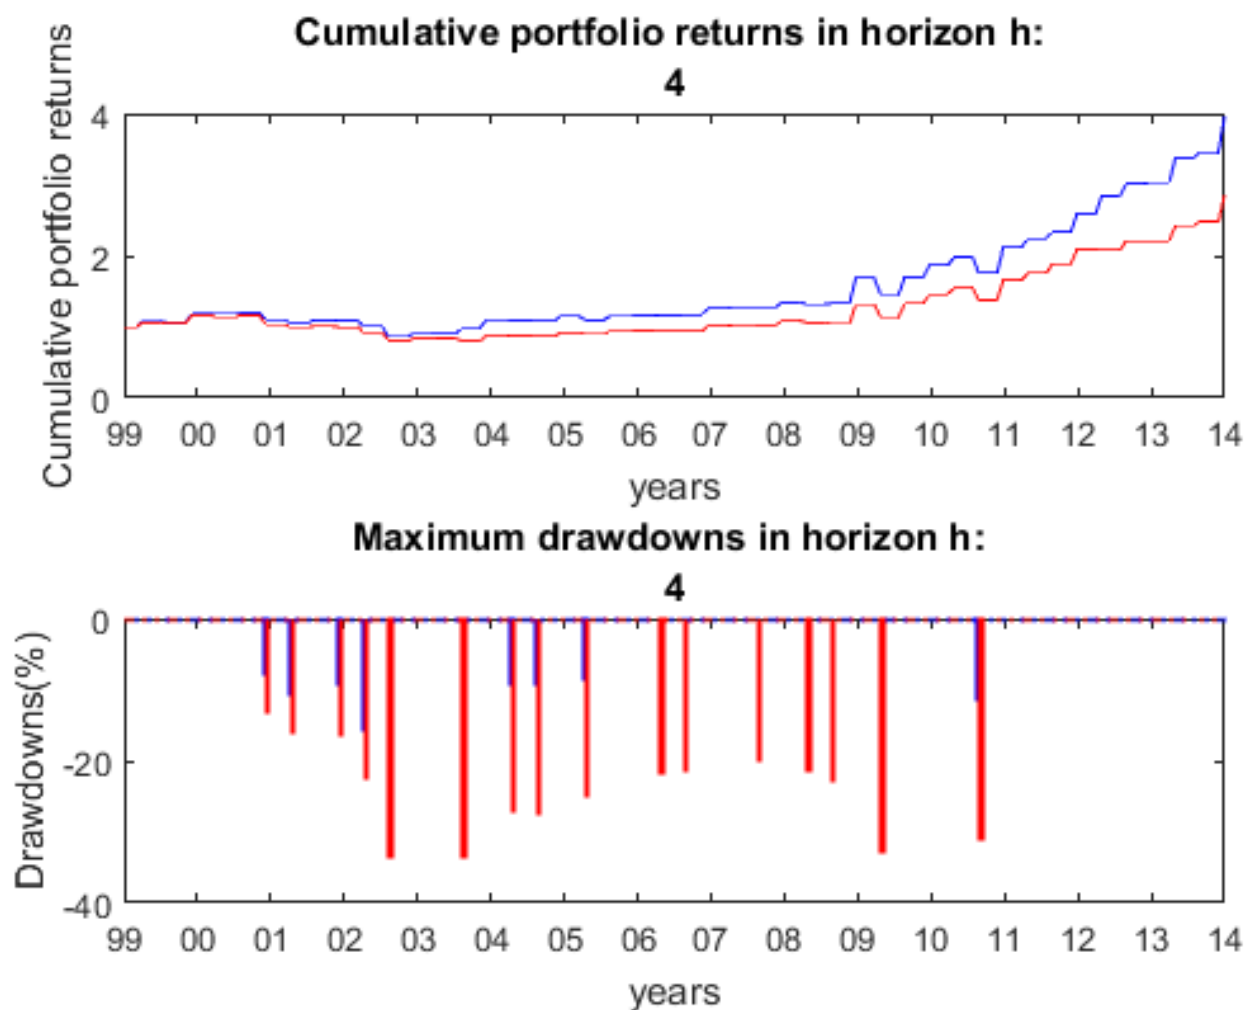 Cumulative portfolio returns in horizon h:
4
Cumulative portfolio returns
4
2
0
99 00 01 02 03 04 05 06 07 08 09 10 11 12 13 14
years
Maximum drawdowns in horizon h:
4
Drawdowns(%)
0
-20
-40
99 00 01 02 03 04 05 06 07 08 09 10 11 12 13 14
years